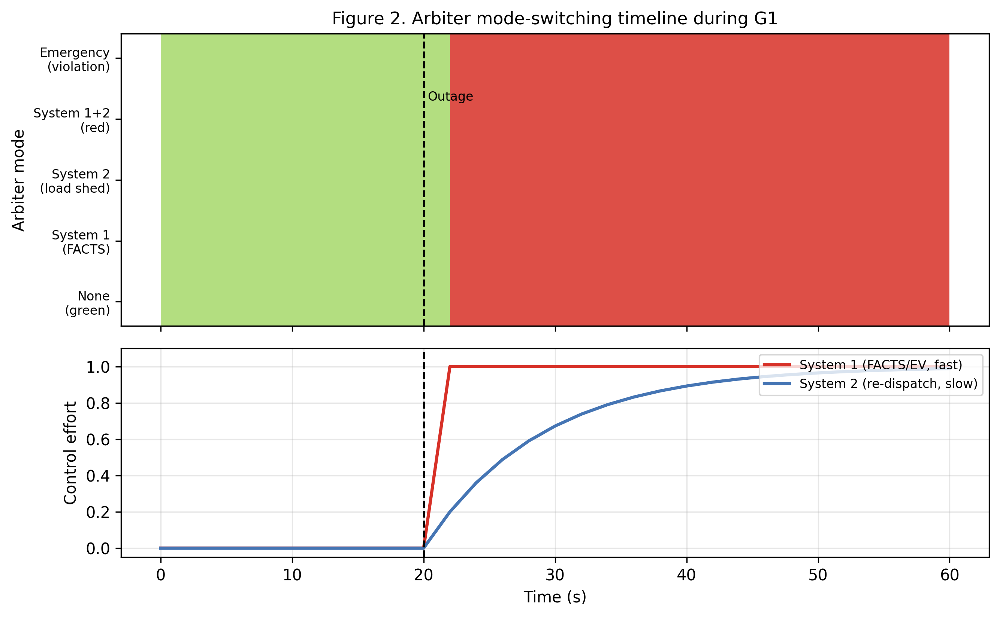 Figure 2. Arbiter mode-switching timeline during G1
Arbiter mode
Emergency
(violation)
System 1+2
(red)
System 2
(load shed)
System 1
(FACTS)
None
(green)
Outage
Control effort
1.0
0.8
0.6
0.4
0.2
0.0
System 1 (FACTS/EV, fast)
System 2 (re-dispatch, slow)
0 10 20 30 40 50 60
Time (s)